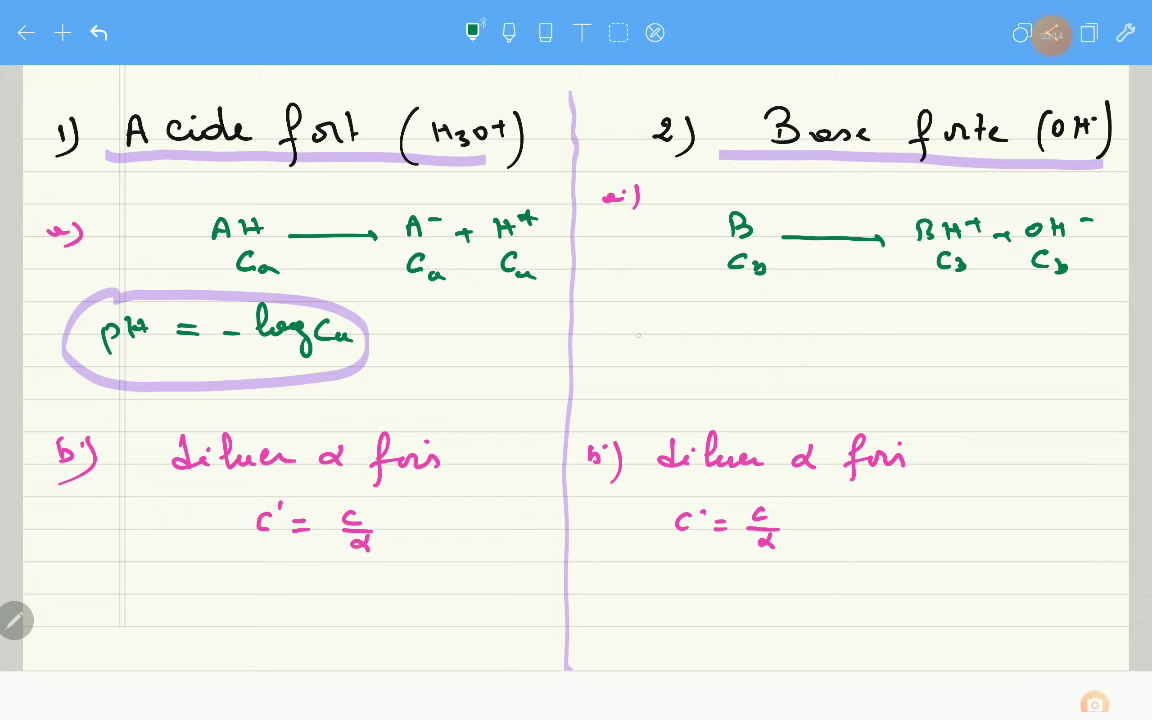 1) Acide fort (H3O+)
a) AH → A- + H+
Ca Ca Ca
pH = - log Ca
b) diluer α fois
c' = c/α
2) Base forte (OH-)
a) B → BH+ + OH-
Cb Cb Cb
b) diluer α fois
c' = c/α